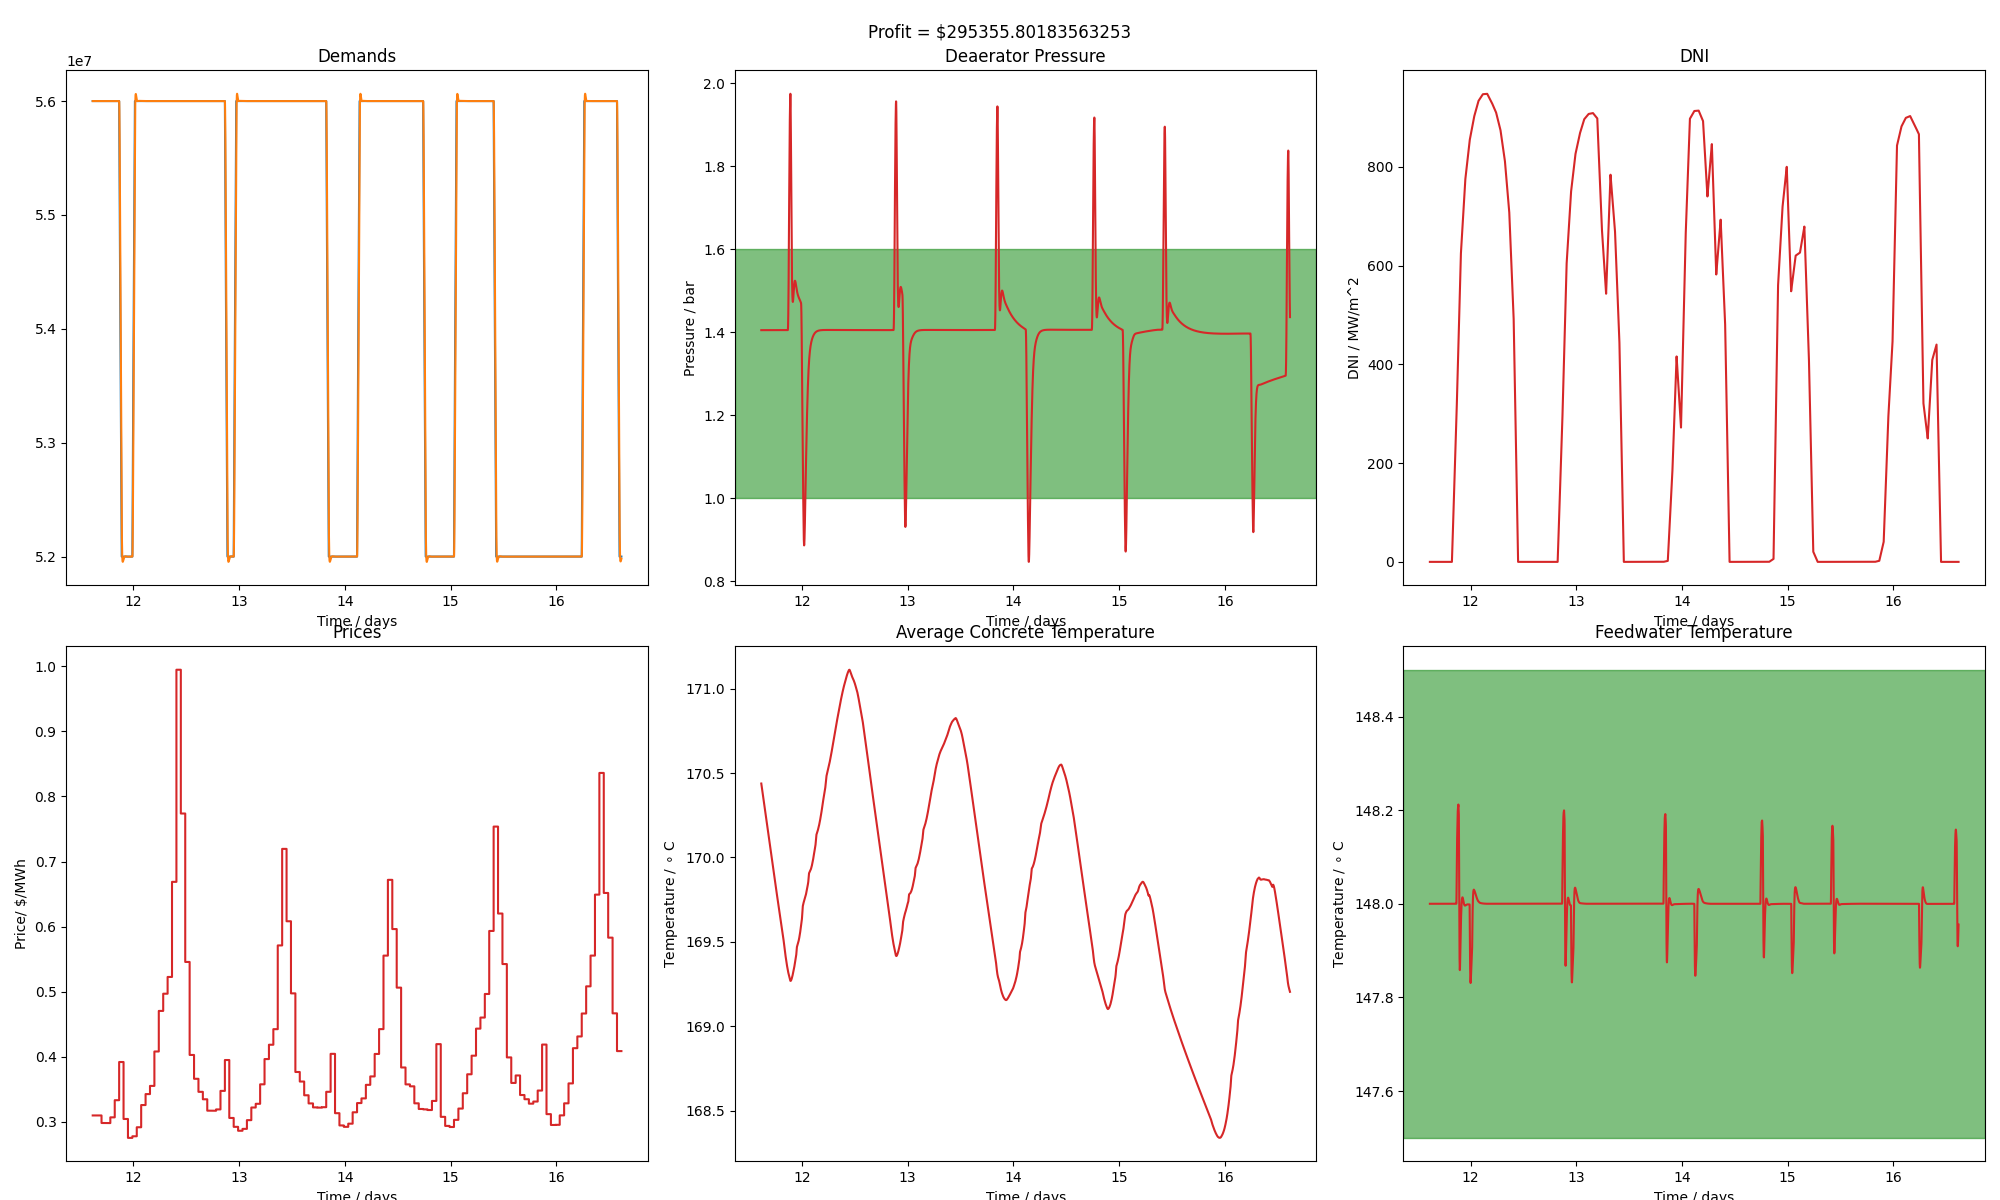 Profit = $295355.80183563253
Demands
1e7
5.6
5.5
5.4
5.3
5.2
12 13 14 15 16
Time / days
Deaerator Pressure
Pressure / bar
2.0
1.8
1.6
1.4
1.2
1.0
0.8
12 13 14 15 16
Time / days
DNI
DNI / MW/m^2
800
600
400
200
0
12 13 14 15 16
Time / days
Prices
Price/ $/MWh
1.0
0.9
0.8
0.7
0.6
0.5
0.4
0.3
12 13 14 15 16
Time / days
Average Concrete Temperature
Temperature / ∘ C
171.0
170.5
170.0
169.5
169.0
168.5
12 13 14 15 16
Time / days
Feedwater Temperature
Temperature / ∘ C
148.4
148.2
148.0
147.8
147.6
12 13 14 15 16
Time / days